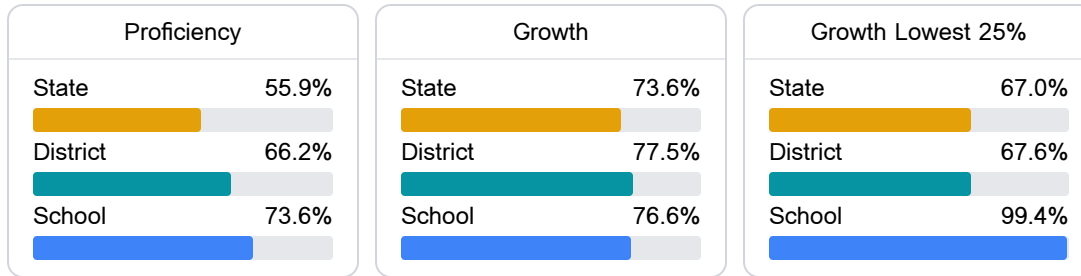 Proficiency
State 55.9%
District 66.2%
School 73.6%
Growth
State 73.6%
District 77.5%
School 76.6%
Growth Lowest 25%
State 67.0%
District 67.6%
School 99.4%